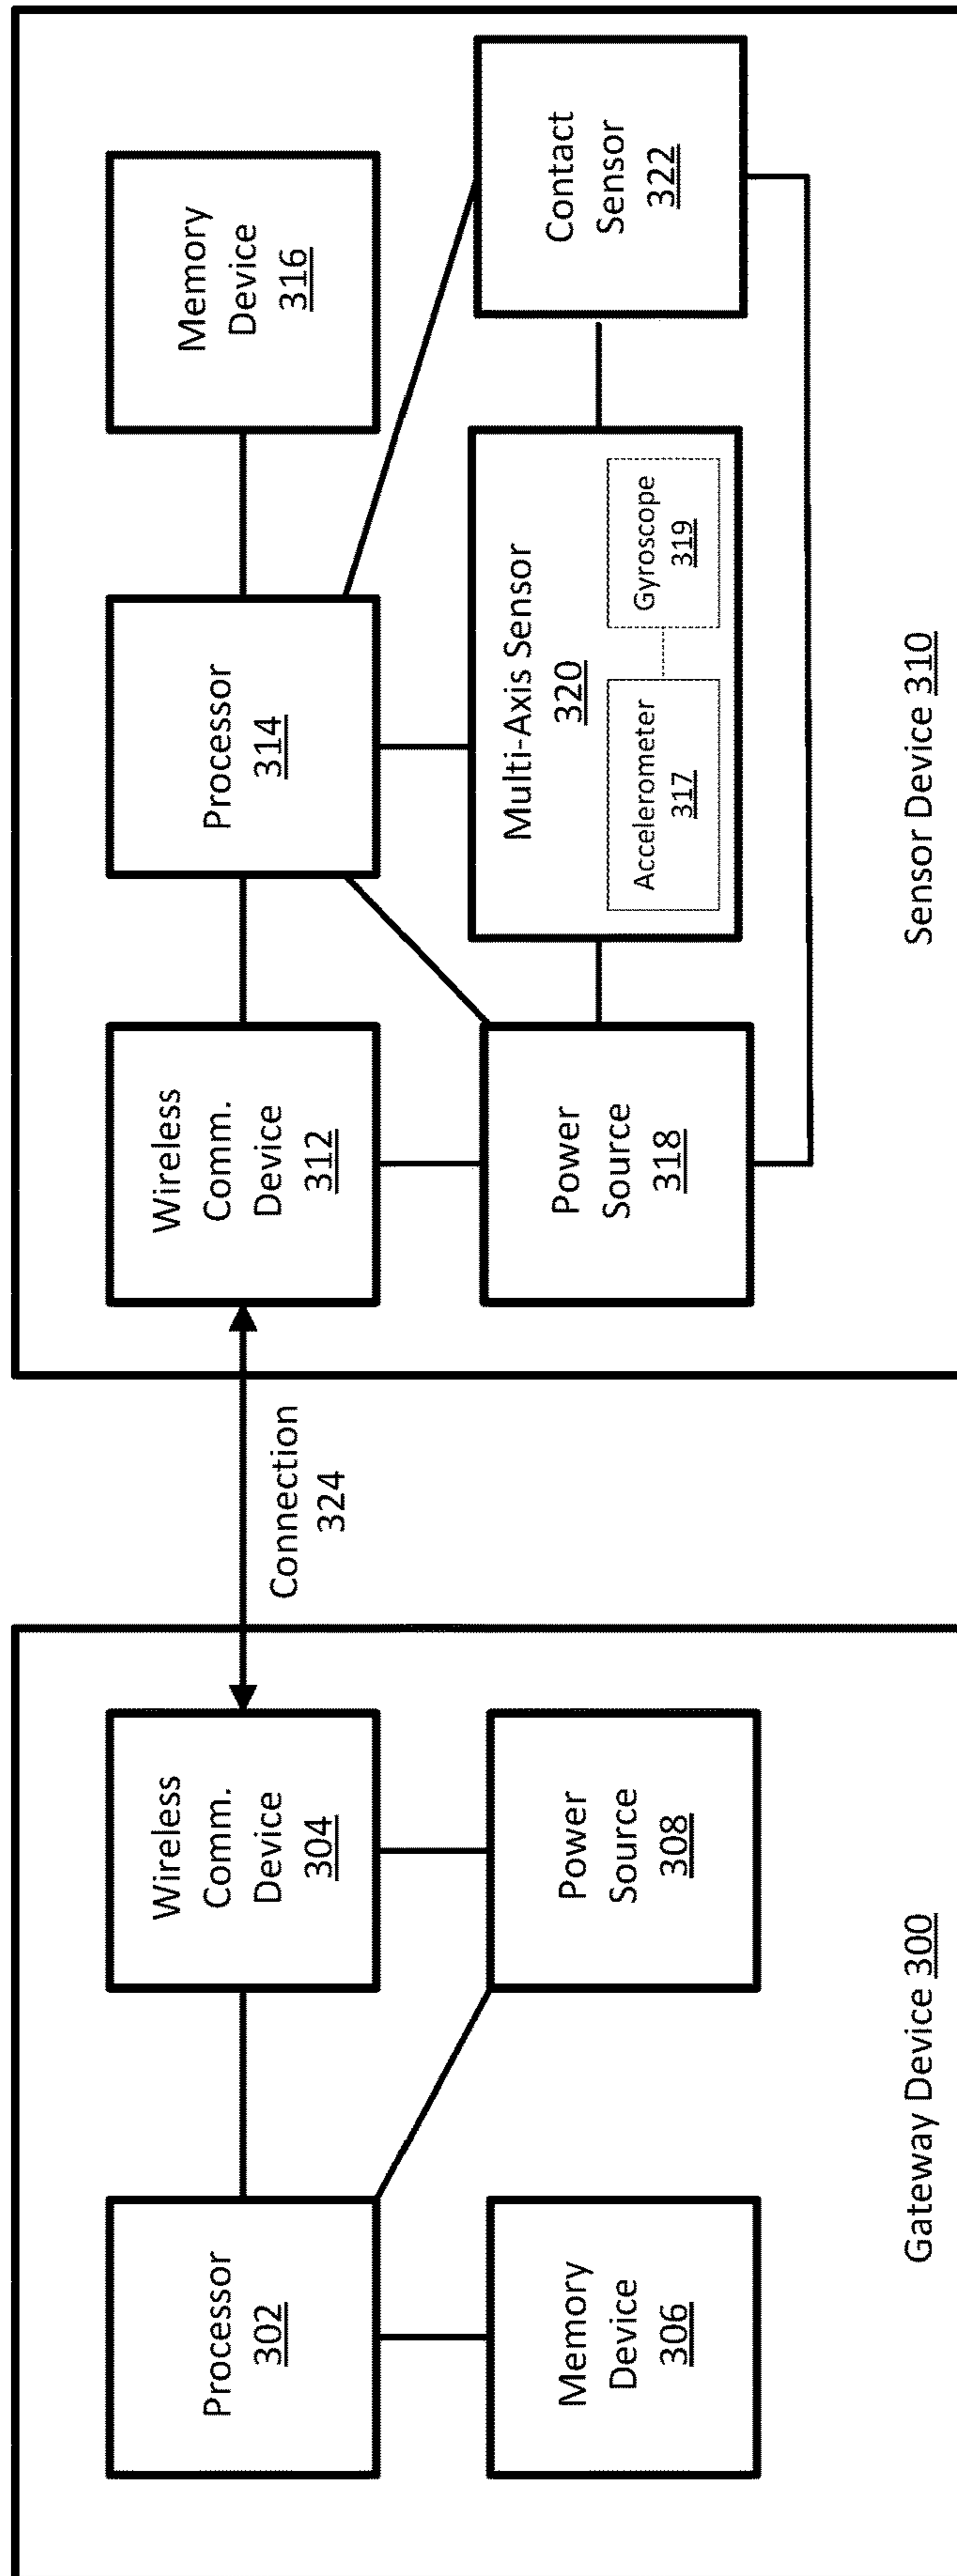 Processor
302
Wireless
Comm.
Device
304
Memory
Device
306
Power
Source
308
Gateway Device 300
Connection
324
Wireless
Comm.
Device
312
Processor
314
Memory
Device
316
Power
Source
318
Multi-Axis Sensor
320
Accelerometer
317
Gyroscope
319
Contact
Sensor
322
Sensor Device 310